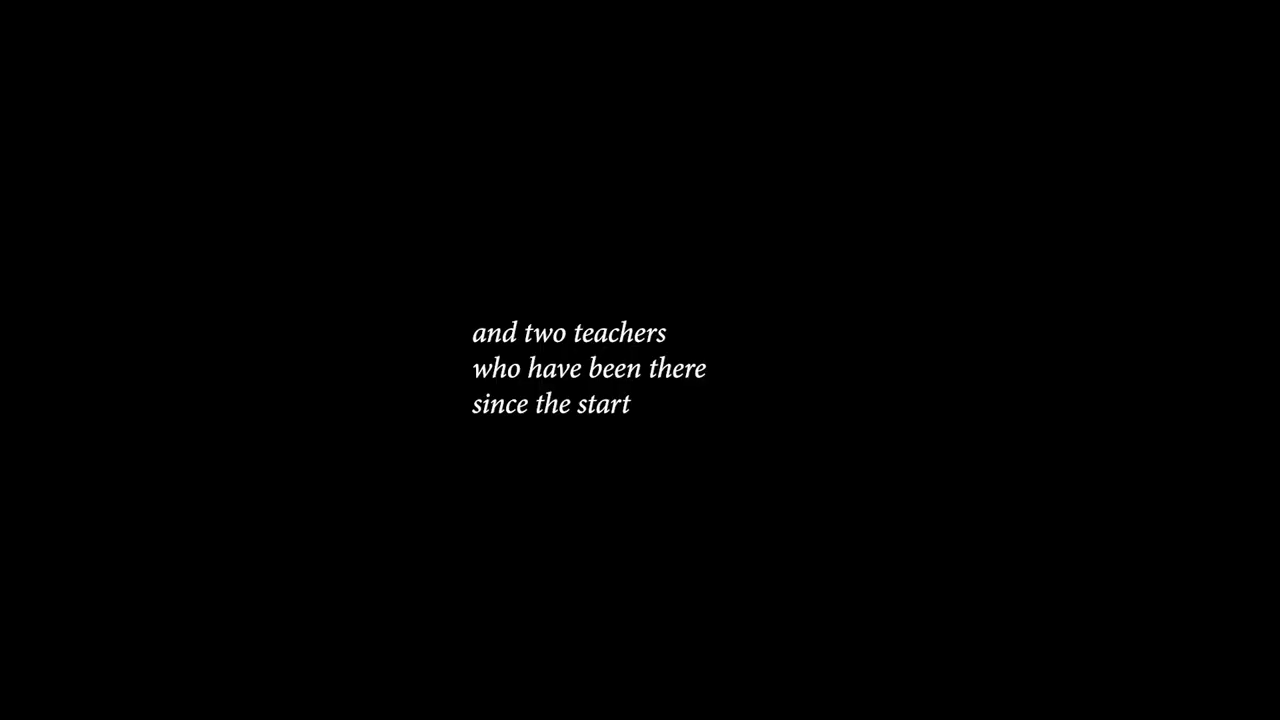 and two teachers
who have been there
since the start